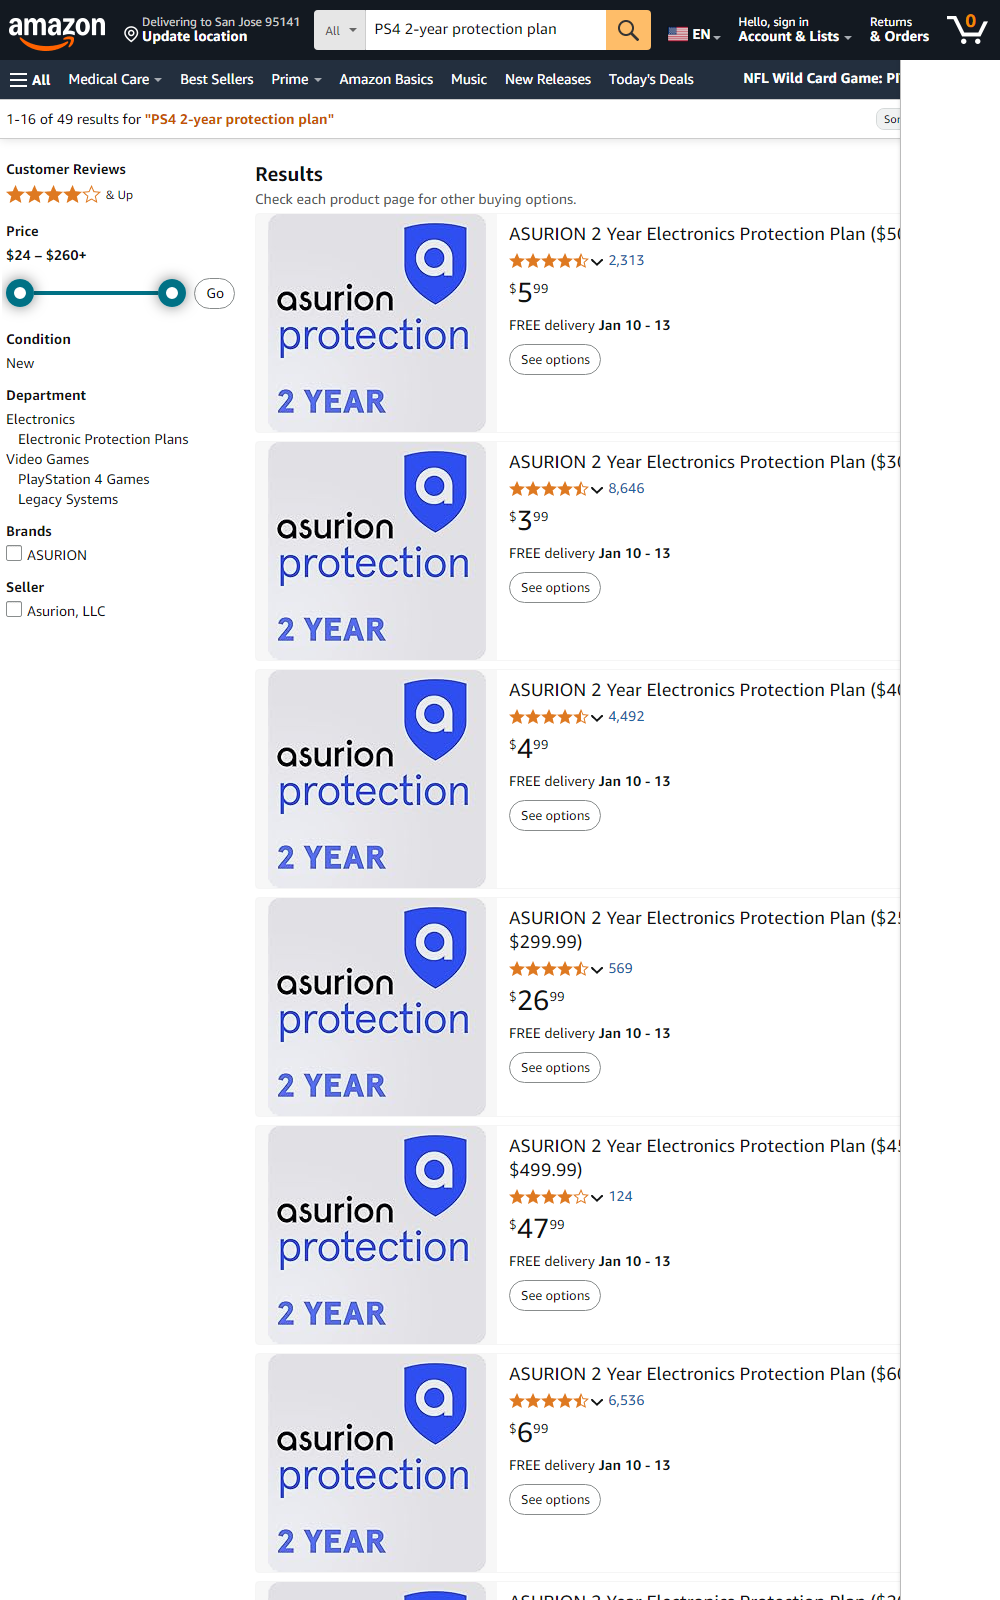 amazon
Delivering to San Jose 95141
Update location
All
PS4 2-year protection plan
EN
Hello, sign in
Account & Lists
Returns
& Orders
0
All
Medical Care
Best Sellers
Prime
Amazon Basics
Music
New Releases
Today's Deals
NFL Wild Card Game:
1-16 of 49 results for "PS4 2-year protection plan"
Customer Reviews
& Up
Price
$24 – $260+
Go
Condition
New
Department
Electronics
Electronic Protection Plans
Video Games
PlayStation 4 Games
Legacy Systems
Brands
ASURION
Seller
Asurion, LLC
Results
Check each product page for other buying options.
a
asurion
protection
2 YEAR
ASURION 2 Year Electronics Protection Plan
2,313
$5.99
FREE delivery Jan 10 - 13
See options
a
asurion
protection
2 YEAR
ASURION 2 Year Electronics Protection Plan
8,646
$3.99
FREE delivery Jan 10 - 13
See options
a
asurion
protection
2 YEAR
ASURION 2 Year Electronics Protection Plan
4,492
$4.99
FREE delivery Jan 10 - 13
See options
a
asurion
protection
2 YEAR
ASURION 2 Year Electronics Protection Plan
$299.99)
569
$26.99
FREE delivery Jan 10 - 13
See options
a
asurion
protection
2 YEAR
ASURION 2 Year Electronics Protection Plan
$499.99)
124
$47.99
FREE delivery Jan 10 - 13
See options
a
asurion
protection
2 YEAR
ASURION 2 Year Electronics Protection Plan
6,536
$6.99
FREE delivery Jan 10 - 13
See options